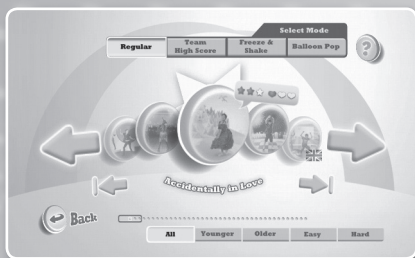 Select Mode
Regular
Team
High Score
Freeze &
Shake
Balloon Pop
?
Accidentally in Love
Back
All
Younger
Older
Easy
Hard